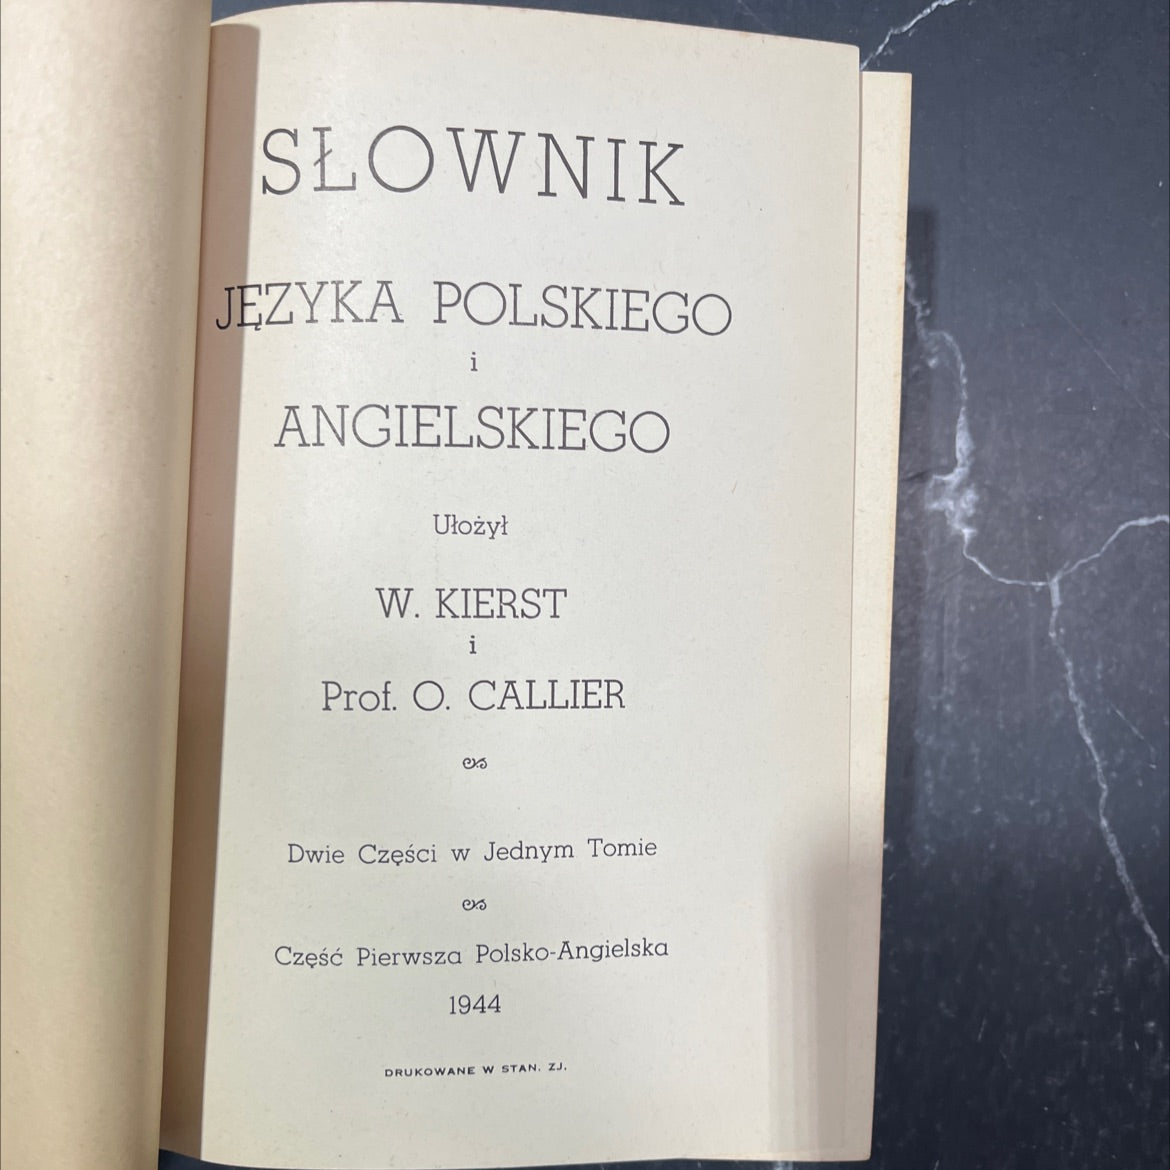 SŁOWNIK
JĘZYKA POLSKIEGO
i
ANGIELSKIEGO
Ułożył
W. KIERST
i
Prof. O. CALLIER
Dwie Części w Jednym Tomie
Część Pierwsza Polsko-Angielska
1944
DRUKOWANE W STAN. ZJ.